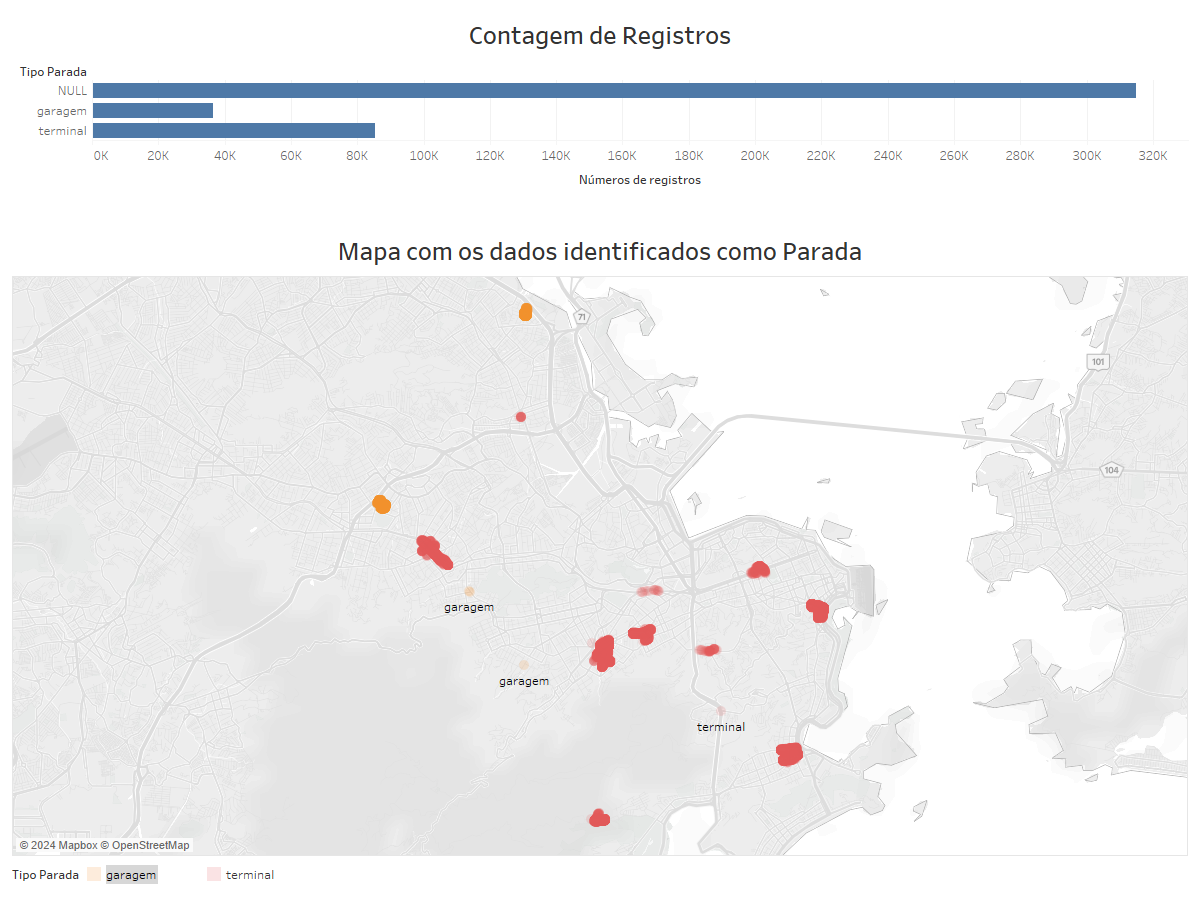 Contagem de Registros
Tipo Parada
NULL
garagem
terminal
0K 20K 40K 60K 80K 100K 120K 140K 160K 180K 200K 220K 240K 260K 280K 300K 320K
Números de registros
Mapa com os dados identificados como Parada
71
101
104
garagem
garagem
terminal
© 2024 Mapbox © OpenStreetMap
Tipo Parada garagem terminal